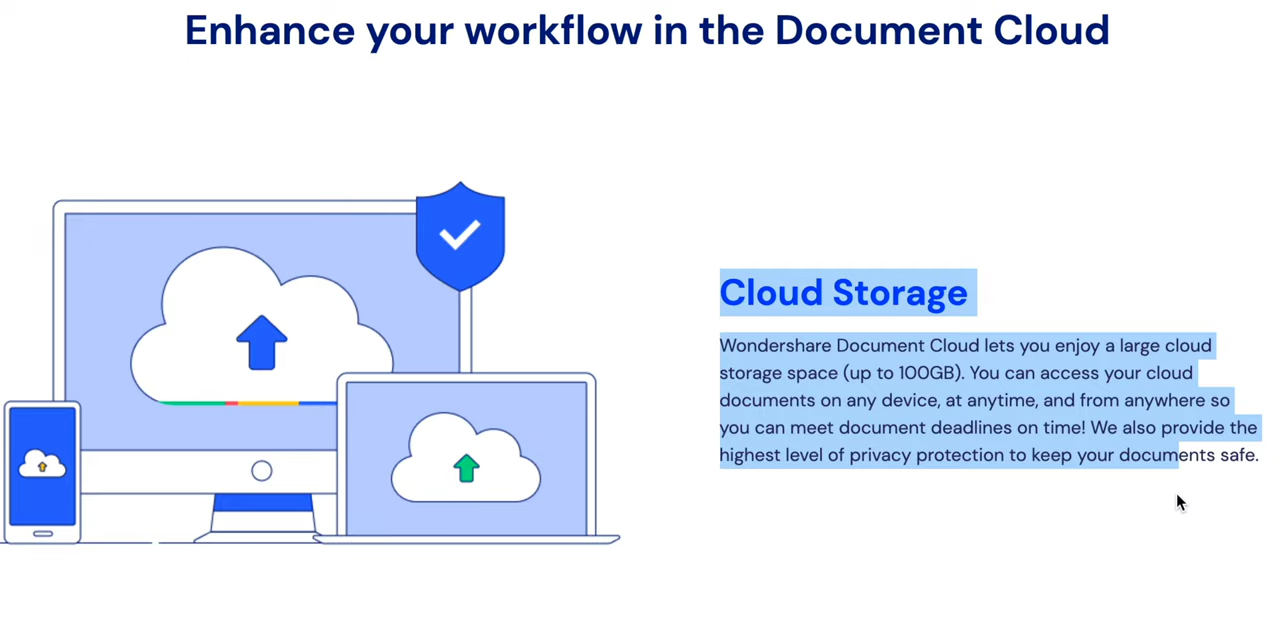 Enhance your workflow in the Document Cloud
Cloud Storage
Wondershare Document Cloud lets you enjoy a large cloud
storage space (up to 100GB). You can access your cloud
documents on any device, at anytime, and from anywhere so
you can meet document deadlines on time! We also provide the
highest level of privacy protection to keep your documents safe.